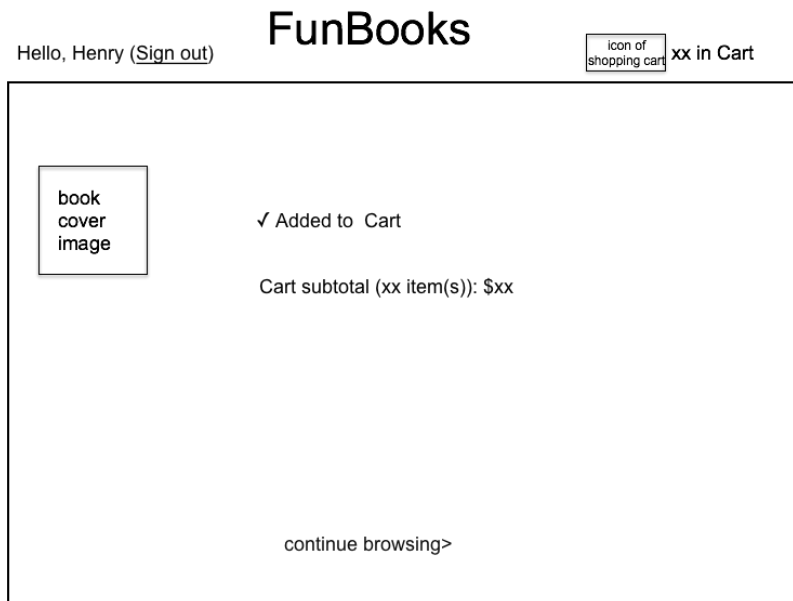 FunBooks
Hello, Henry (Sign out)
icon of
shopping cart
xx in Cart
book
cover
image
✓ Added to  Cart
Cart subtotal (xx item(s)): $xx
continue browsing>